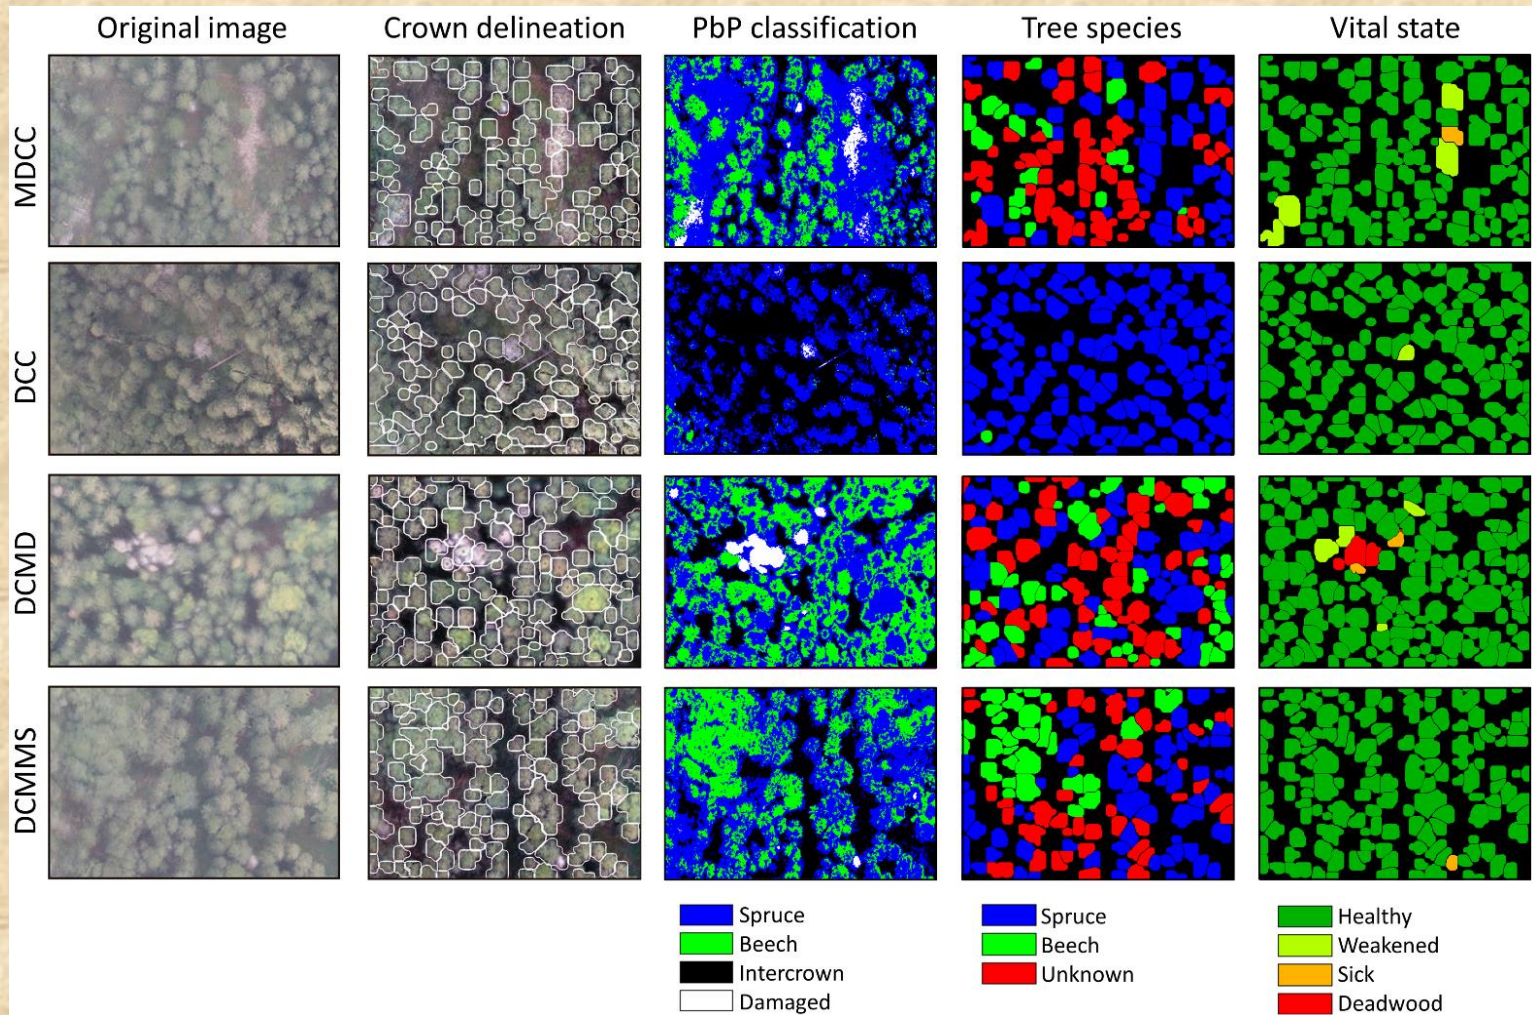 Original image
Crown delineation
PbP classification
Tree species
Vital state
MDCC
DCC
DCMD
DCMMS
Spruce
Beech
Intercrown
Damaged
Spruce
Beech
Unknown
Healthy
Weakened
Sick
Deadwood